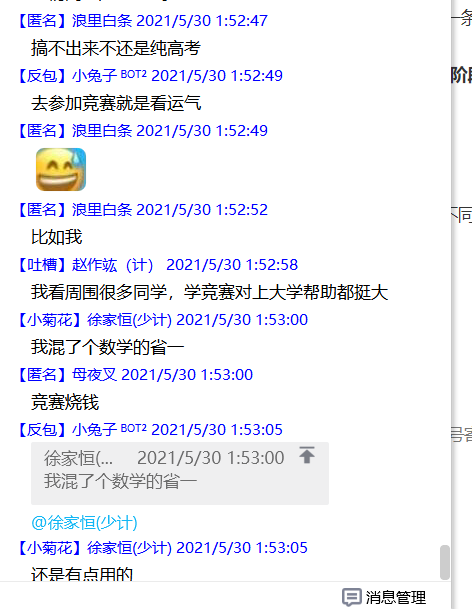 【匿名】浪里白条 2021/5/30 1:52:47
搞不出来不还是纯高考
【反包】小兔子 BOT2 2021/5/30 1:52:49
去参加竞赛就是看运气
【匿名】浪里白条 2021/5/30 1:52:49
【匿名】浪里白条 2021/5/30 1:52:52
比如我
【吐槽】赵作竑（计） 2021/5/30 1:52:58
我看周围很多同学，学竞赛对上大学帮助都挺大
【小菊花】徐家恒(少计) 2021/5/30 1:53:00
我混了个数学的省一
【匿名】母夜叉 2021/5/30 1:53:00
竞赛烧钱
【反包】小兔子 BOT2 2021/5/30 1:53:05
徐家恒(... 2021/5/30 1:53:00
我混了个数学的省一
@徐家恒(少计)
【小菊花】徐家恒(少计) 2021/5/30 1:53:05
还是有点用的
消息管理